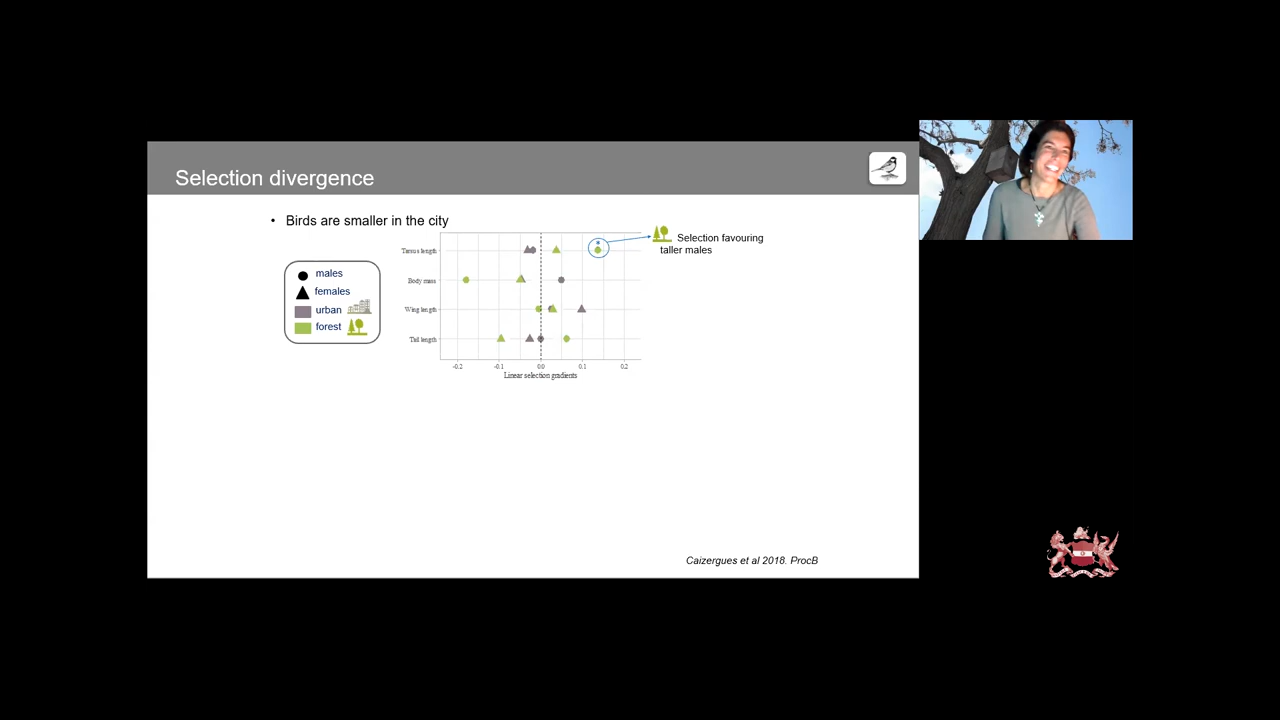 Selection divergence
• Birds are smaller in the city
males
females
urban
forest
Tarsus length
Body mass
Wing length
Tail length
-0.2 -0.1 0.0 0.1 0.2
Linear selection gradients
*
Selection favouring
taller males
Caizergues et al 2018. ProcB